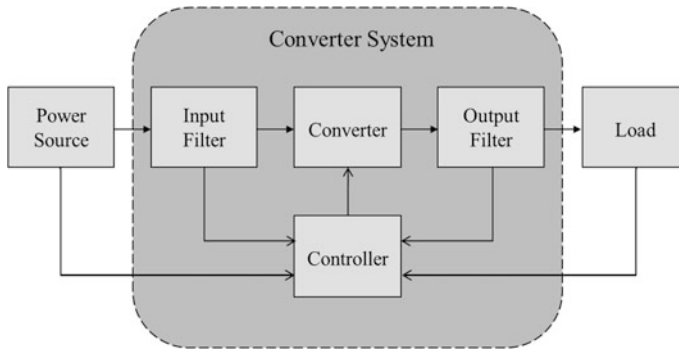 Converter System
Power
Source
Input
Filter
Converter
Output
Filter
Load
Controller